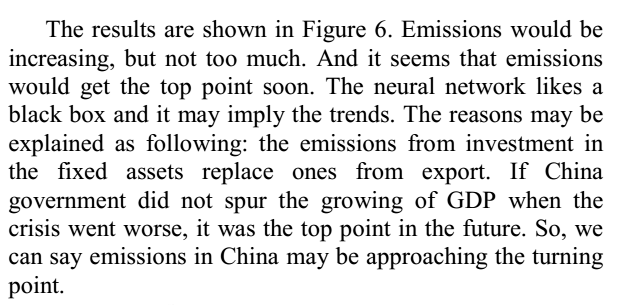 The results are shown in Figure 6. Emissions would be
increasing, but not too much. And it seems that emissions
would get the top point soon. The neural network likes a
black box and it may imply the trends. The reasons may be
explained as following: the emissions from investment in
the fixed assets replace ones from export. If China
government did not spur the growing of GDP when the
crisis went worse, it was the top point in the future. So, we
can say emissions in China may be approaching the turning
point.